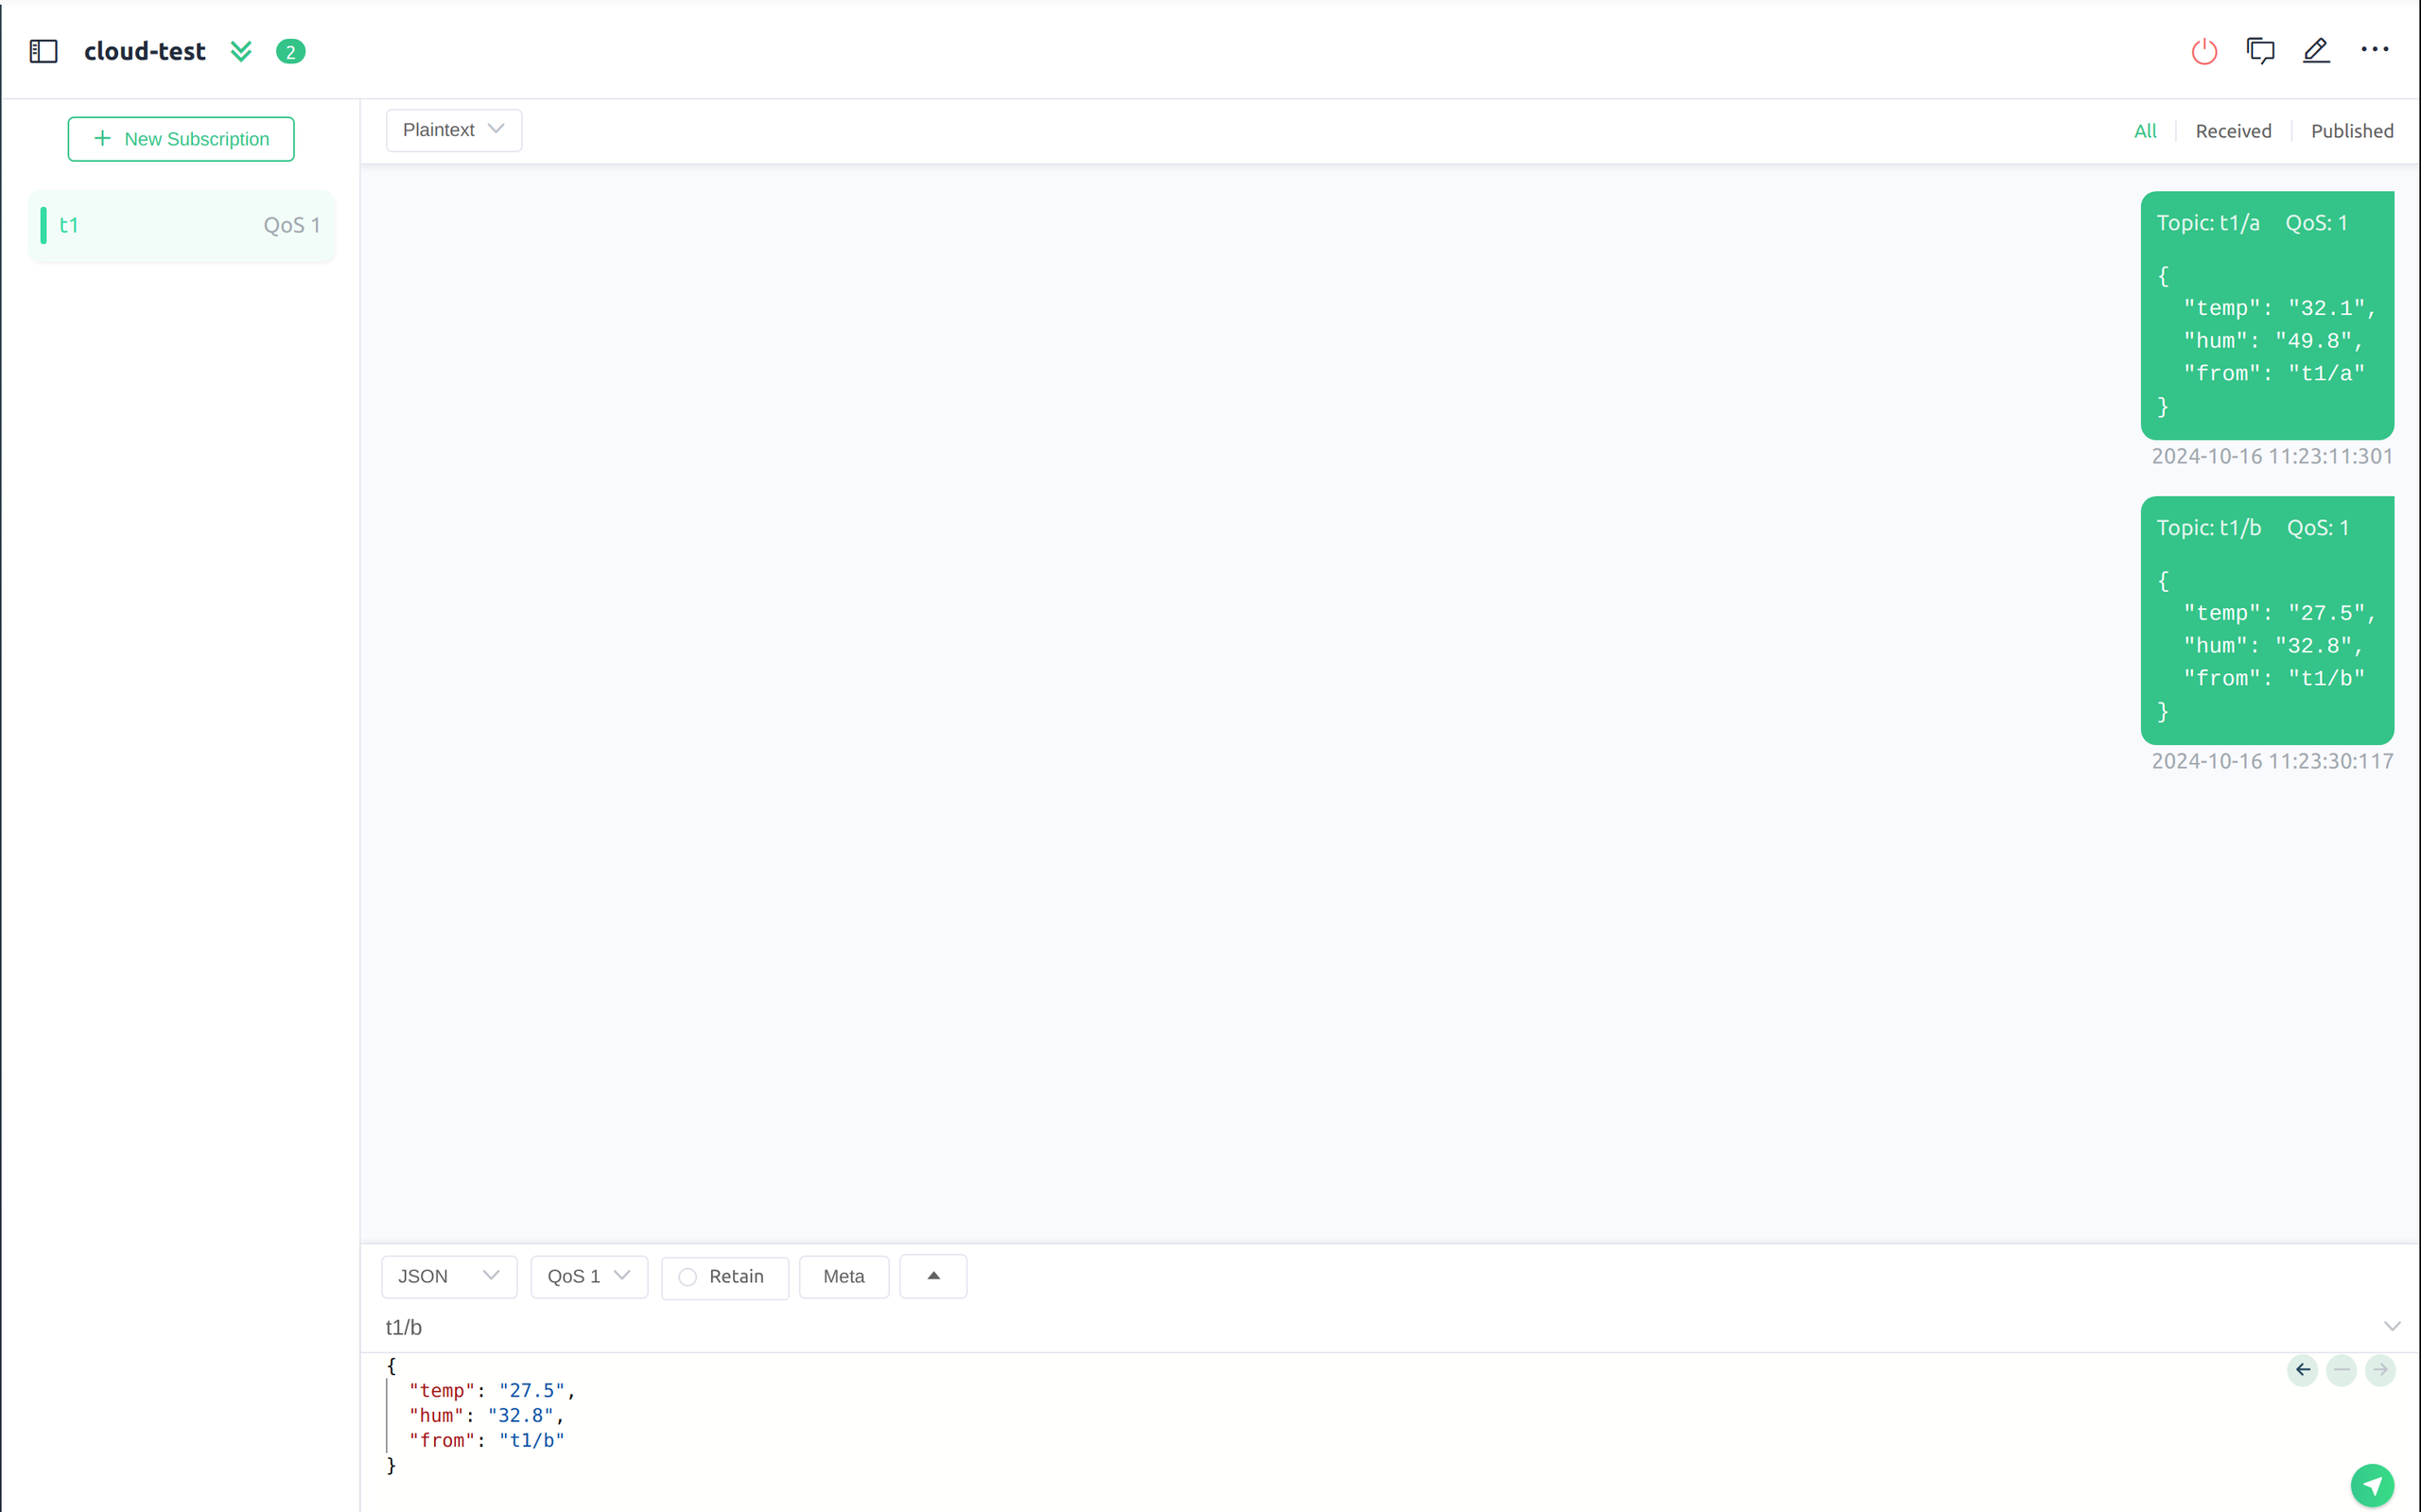 cloud-test 2
New Subscription
t1 QoS 1
Plaintext
All Received Published
Topic: t1/a QoS: 1
{
"temp": "32.1",
"hum": "49.8",
"from": "t1/a"
}
2024-10-16 11:23:11:301
Topic: t1/b QoS: 1
{
"temp": "27.5",
"hum": "32.8",
"from": "t1/b"
}
2024-10-16 11:23:30:117
JSON QoS 1 Retain Meta
t1/b
{
"temp": "27.5",
"hum": "32.8",
"from": "t1/b"
}